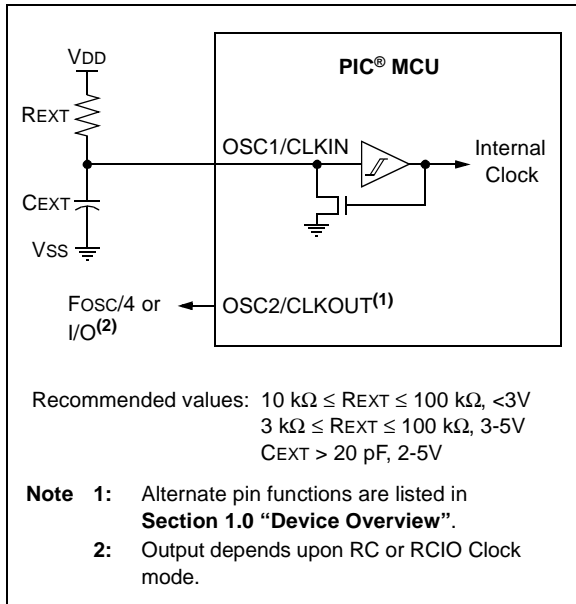 VDD
PIC® MCU
REXT
OSC1/CLKIN
Internal
Clock
CEXT
VSS
FOSC/4 or
I/O(2)
OSC2/CLKOUT(1)
Recommended values: 10 kΩ ≤ REXT ≤ 100 kΩ, <3V
3 kΩ ≤ REXT ≤ 100 kΩ, 3-5V
CEXT > 20 pF, 2-5V
Note 1: Alternate pin functions are listed in
Section 1.0 “Device Overview”.
2: Output depends upon RC or RCIO Clock
mode.